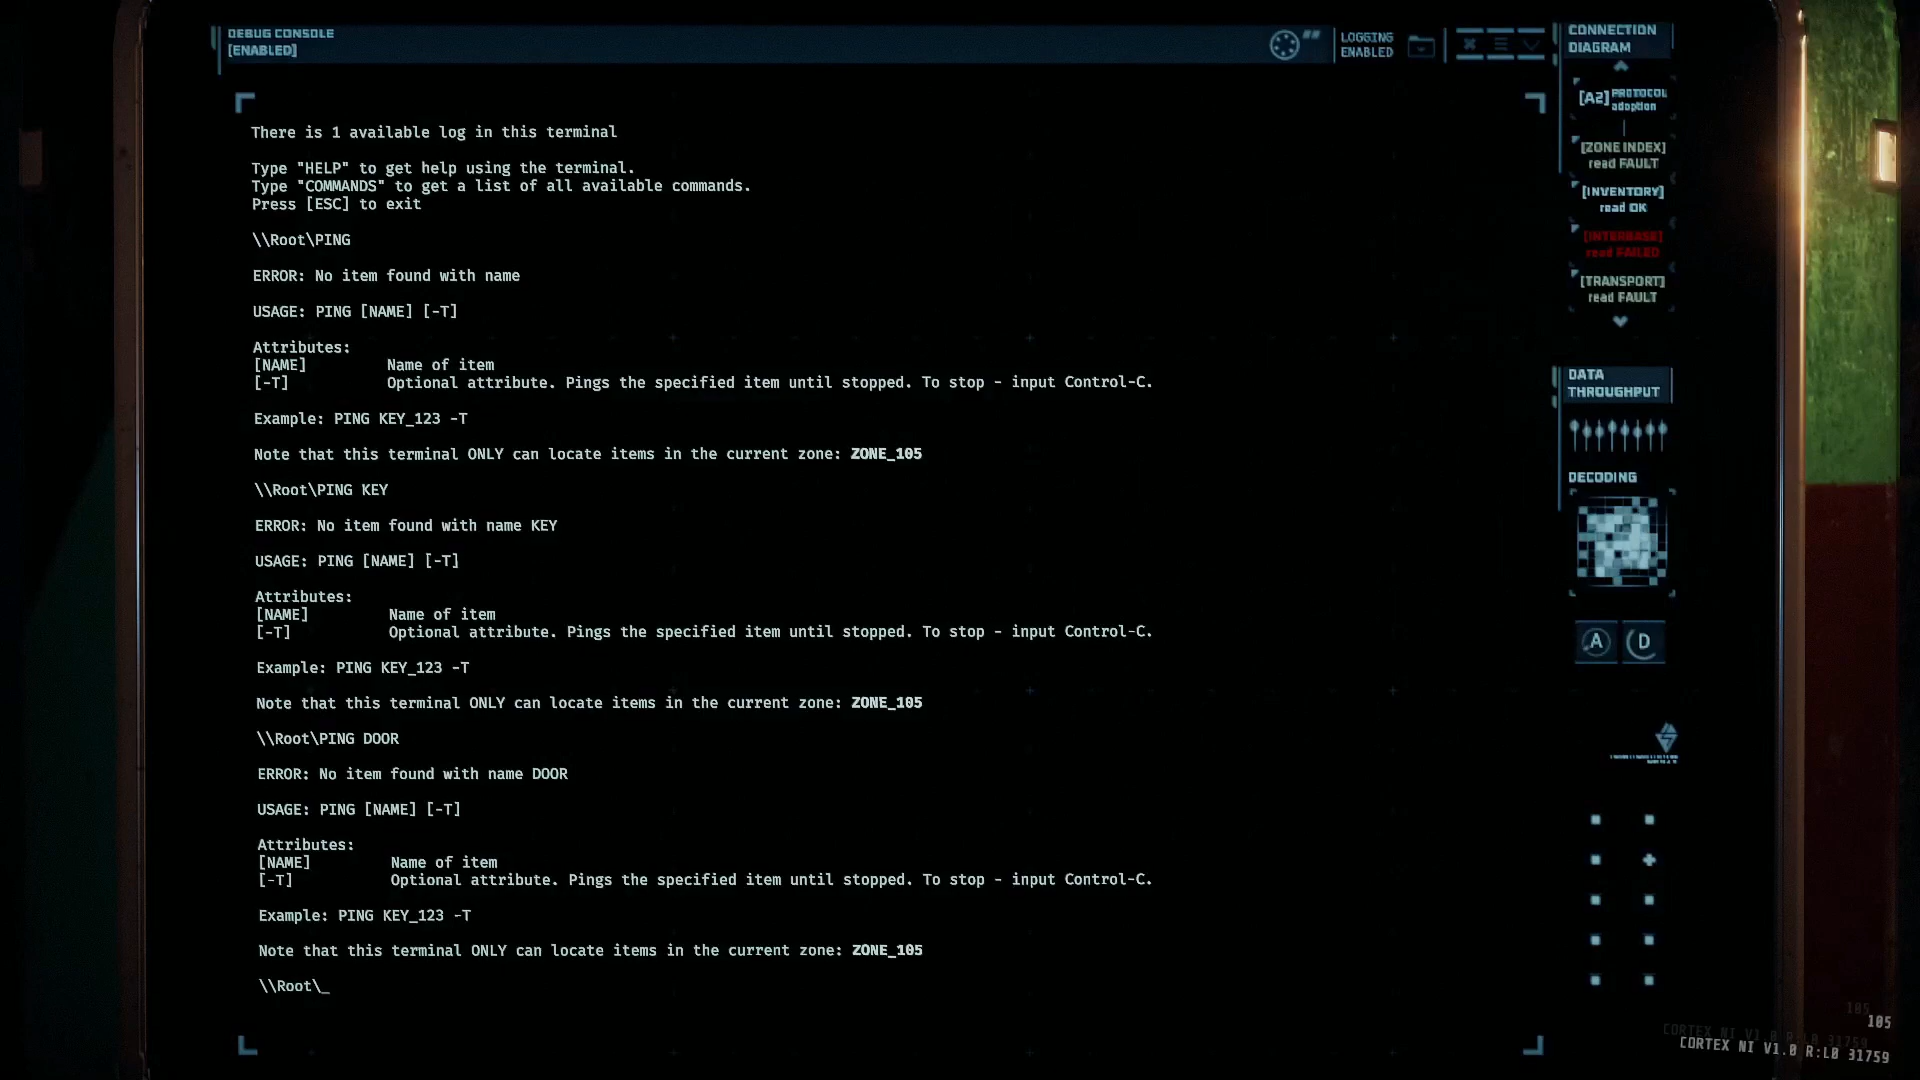 DEBUG CONSOLE
[ENABLED]
LOGGING
ENABLED
There is 1 available log in this terminal
Type "HELP" to get help using the terminal.
Type "COMMANDS" to get a list of all available commands.
Press [ESC] to exit
\\Root\PING
ERROR: No item found with name
USAGE: PING [NAME] [-T]
Attributes:
[NAME] Name of item
[-T] Optional attribute. Pings the specified item until stopped. To stop - input Control-C.
Example: PING KEY_123 -T
Note that this terminal ONLY can locate items in the current zone: ZONE_105
\\Root\PING KEY
ERROR: No item found with name KEY
USAGE: PING [NAME] [-T]
Attributes:
[NAME] Name of item
[-T] Optional attribute. Pings the specified item until stopped. To stop - input Control-C.
Example: PING KEY_123 -T
Note that this terminal ONLY can locate items in the current zone: ZONE_105
\\Root\PING DOOR
ERROR: No item found with name DOOR
USAGE: PING [NAME] [-T]
Attributes:
[NAME] Name of item
[-T] Optional attribute. Pings the specified item until stopped. To stop - input Control-C.
Example: PING KEY_123 -T
Note that this terminal ONLY can locate items in the current zone: ZONE_105
\\Root\_
CONNECTION
DIAGRAM
[A2] PROTOCOL
adoption
[ZONE INDEX]
read FAULT
[INVENTORY]
read OK
[INTERBASE]
read FAILED
[TRANSPORT]
read FAULT
DATA
THROUGHPUT
DECODING
A D
105
CORTEX NI V1.0 R:L0 31759